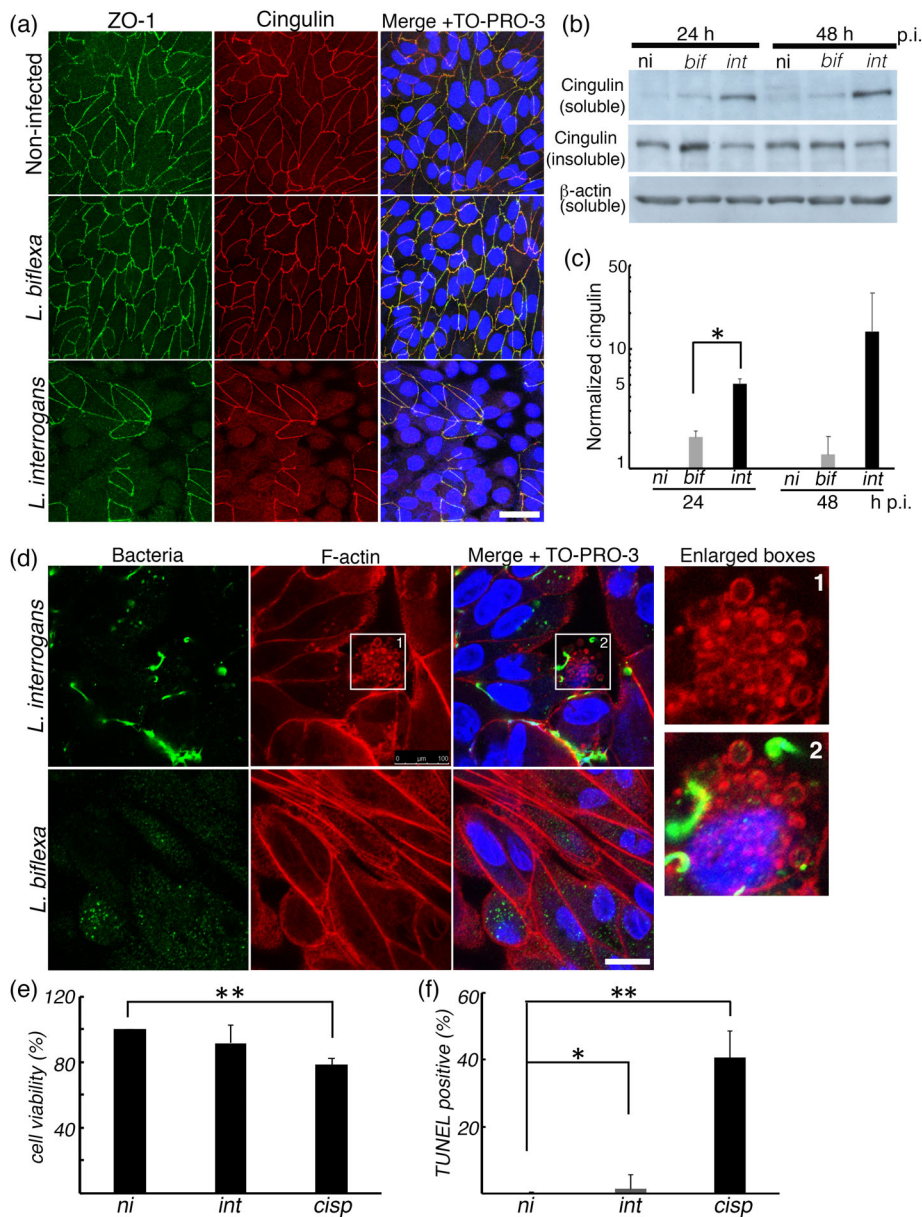 (a)
ZO-1 Cingulin Merge +TO-PRO-3
Non-infected
L. biflexa
L. interrogans
(b)
24 h 48 h p.i.
ni bif int ni bif int
Cingulin
(soluble)
Cingulin
(insoluble)
β-actin
(soluble)
(c)
Normalized cingulin
50
10
5
1
*
ni bif int ni bif int
24 48 h p.i.
(d)
Bacteria F-actin Merge + TO-PRO-3 Enlarged boxes
L. interrogans
1
2
0 µm 100
1
2
L. biflexa
(e)
cell viability (%)
120
80
40
**
ni int cisp
(f)
TUNEL positive (%)
60
40
20
**
*
ni int cisp